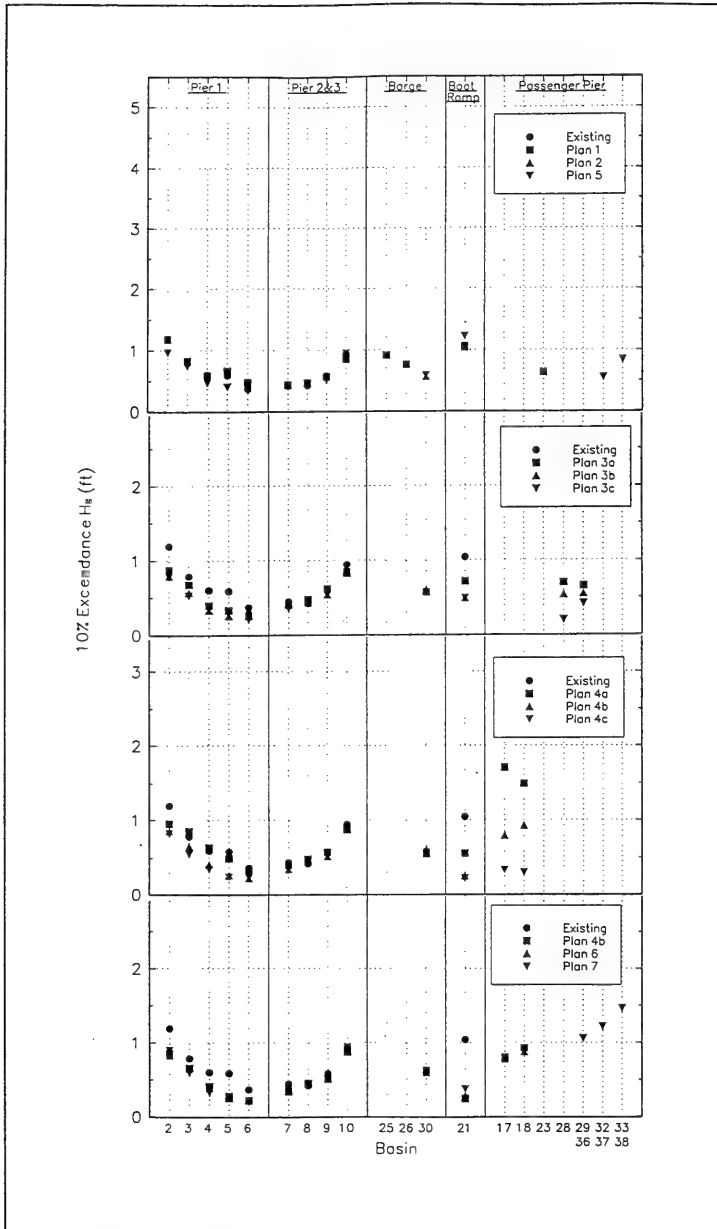 Pier 1 Pier 2&3 Barge Boat Ramp Passenger Pier
5
4
3
2
1
0
Existing
Plan 1
Plan 2
Plan 5
2
1
0
Existing
Plan 3a
Plan 3b
Plan 3c
3
2
1
0
Existing
Plan 4a
Plan 4b
Plan 4c
2
1
0
Existing
Plan 4b
Plan 6
Plan 7
10% Exceendance Hs (ft)
2 3 4 5 6 7 8 9 10 25 26 30 21 17 18 23 28 29 32 33
36 37 38
Basin